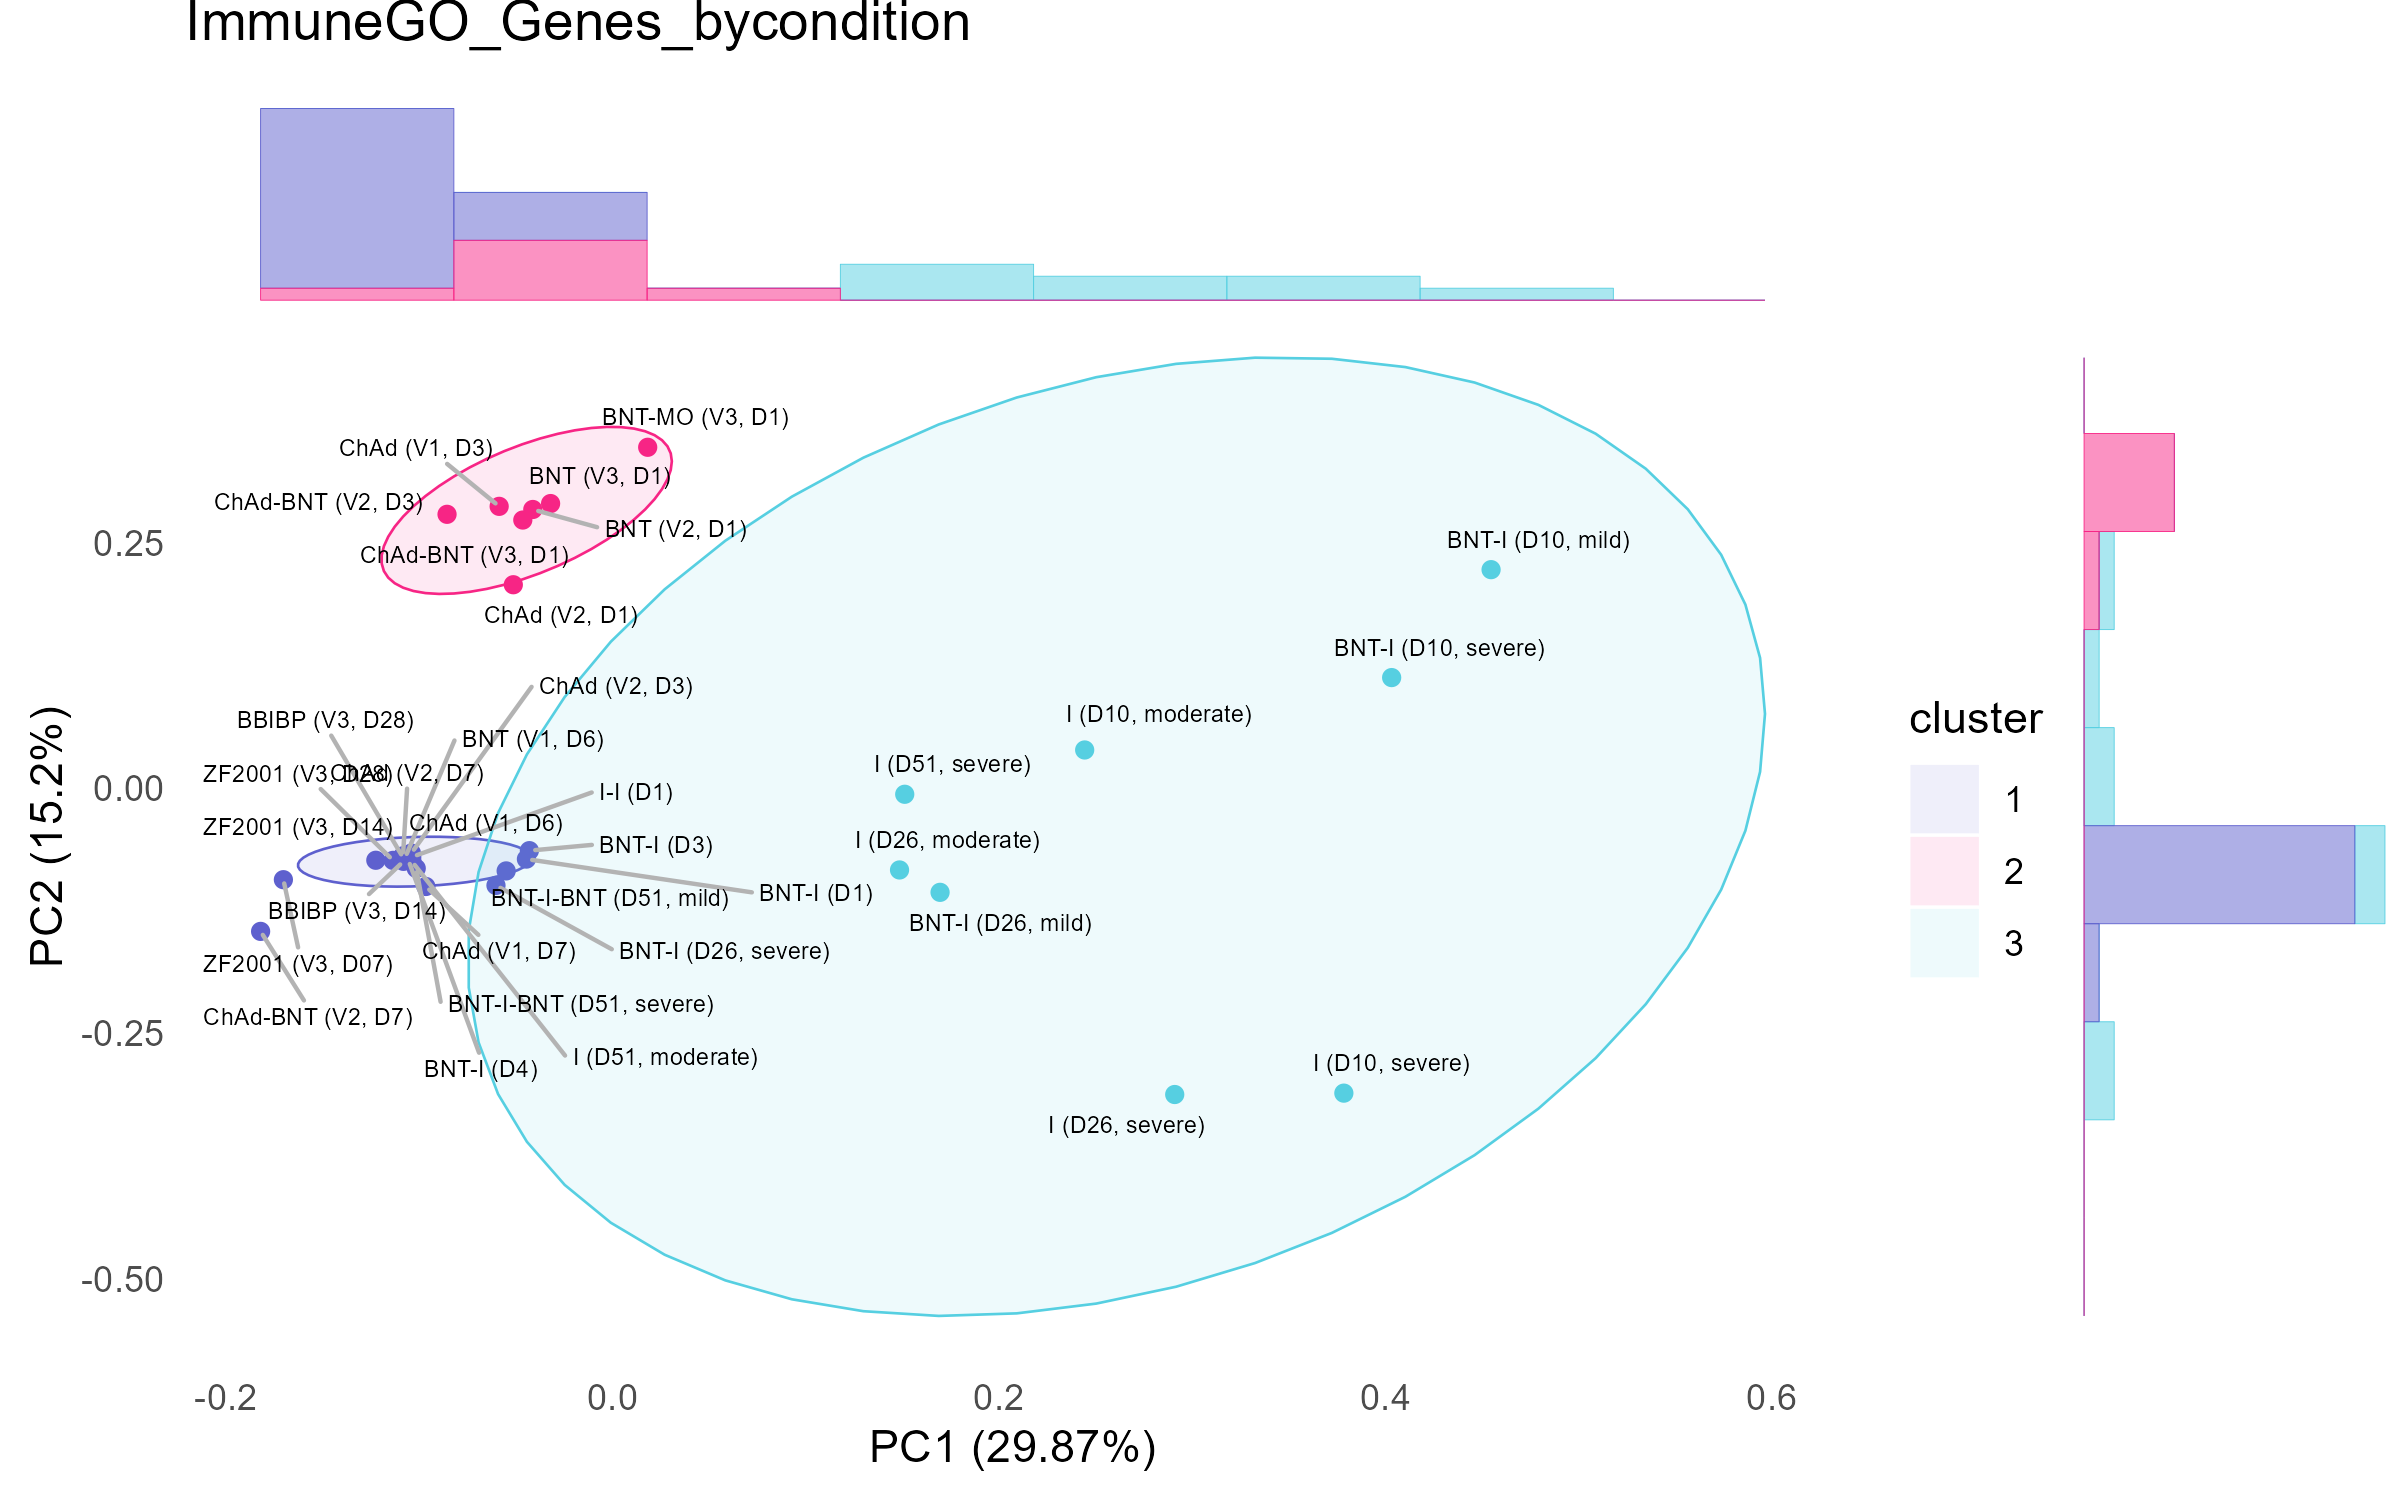 ImmuneGO_Genes_bycondition
BNT-MO (V3, D1)
ChAd (V1, D3)
BNT (V3, D1)
ChAd-BNT (V2, D3)
BNT (V2, D1)
ChAd-BNT (V3, D1)
ChAd (V2, D1)
BNT-I (D10, mild)
BNT-I (D10, severe)
ChAd (V2, D3)
BBIBP (V3, D28)
BNT (V1, D6)
I (D10, moderate)
I (D51, severe)
ZF2001 (V3, D28)
ChAd (V2, D7)
I-I (D1)
ZF2001 (V3, D14)
ChAd (V1, D6)
BNT-I (D3)
I (D26, moderate)
BNT-I-BNT (D51, mild)
BNT-I (D1)
BBIBP (V3, D14)
BNT-I (D26, mild)
ChAd (V1, D7)
BNT-I (D26, severe)
ZF2001 (V3, D07)
BNT-I-BNT (D51, severe)
ChAd-BNT (V2, D7)
I (D51, moderate)
BNT-I (D4)
I (D10, severe)
I (D26, severe)
0.25
0.00
-0.25
-0.50
PC2 (15.2%)
-0.2
0.0
0.2
0.4
0.6
PC1 (29.87%)
cluster
1
2
3